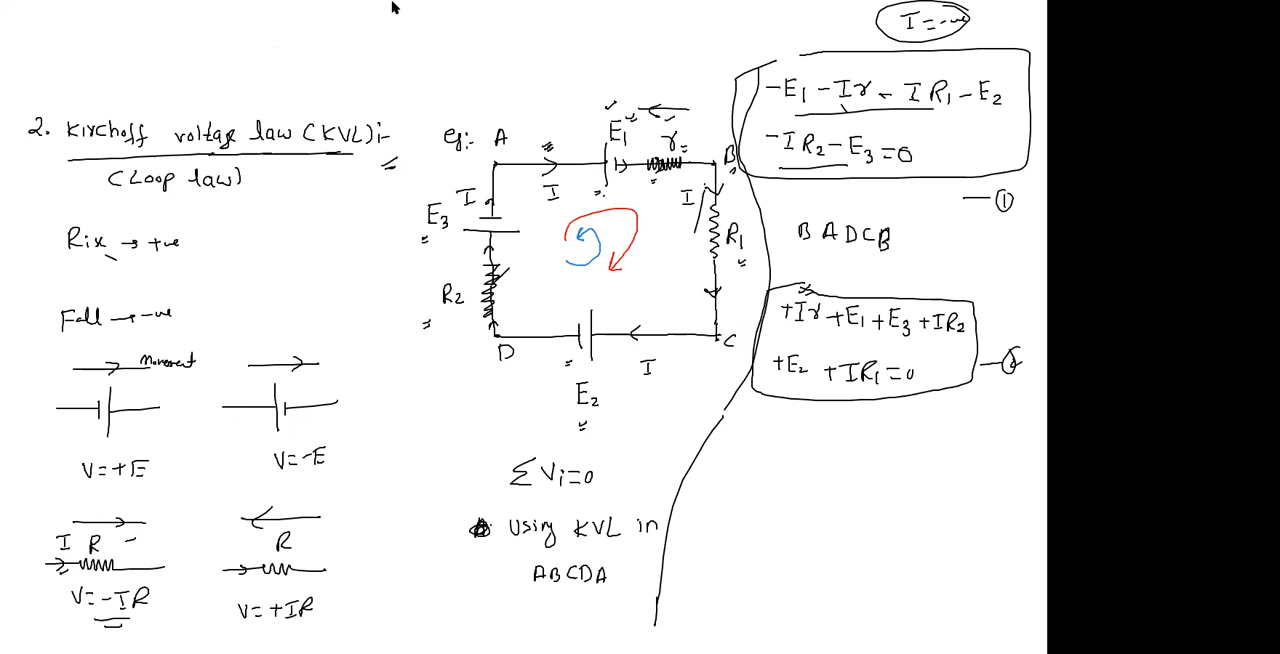 2. Kirchoff voltage law (KVL):-
(Loop law)
Rise → +ve
Fall → -ve
Movement
V=+E
V=-E
I R
V=-IR
R
V=+IR
eg:- A
E1
r
B
I
I
I
E3
R1
R2
D
C
I
E2
∑Vi=0
Using KVL in
ABCDA
I=-ve
-E1 -Ir - IR1 -E2
-IR2 -E3=0
—①
BADCB
+Ir +E1 +E3 +IR2
+E2 +IR1=0
—②